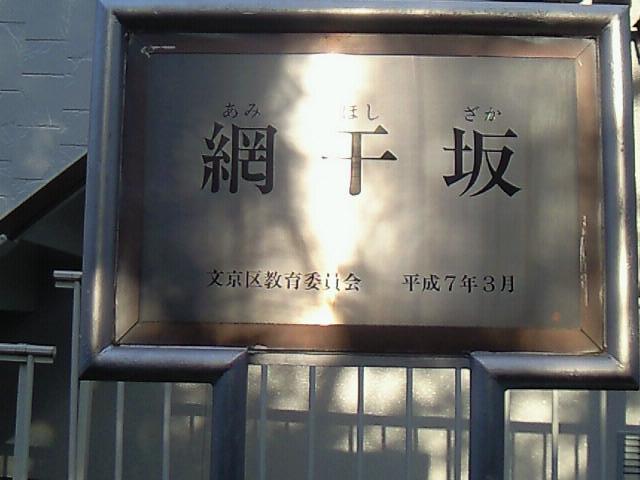 あみ ほし ざか
網干坂
文京区教育委員会 平成7年3月